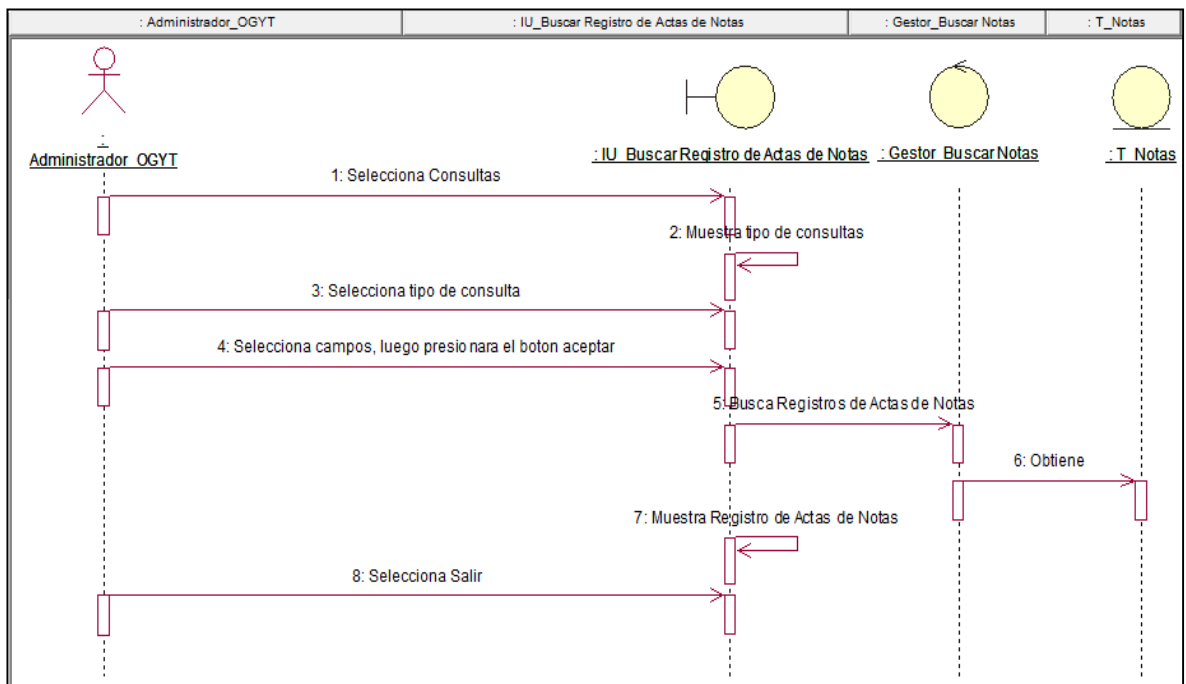 : Administrador_OGYT
: IU_Buscar Registro de Actas de Notas
: Gestor_Buscar Notas
: T_Notas
:
Administrador_OGYT
: IU_Buscar Registro de Actas de Notas
: Gestor_Buscar Notas
: T_Notas
1: Selecciona Consultas
2: Muestra tipo de consultas
3: Selecciona tipo de consulta
4: Selecciona campos, luego presionara el boton aceptar
5: Busca Registros de Actas de Notas
6: Obtiene
7: Muestra Registro de Actas de Notas
8: Selecciona Salir